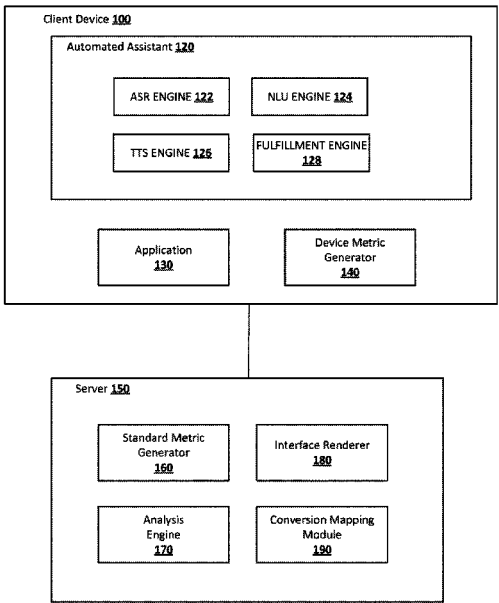 Client Device 100
Automated Assistant 120
ASR ENGINE 122
NLU ENGINE 124
TTS ENGINE 126
FULFILLMENT ENGINE
128
Application
130
Device Metric
Generator
140
Server 150
Standard Metric
Generator
160
Interface Renderer
180
Analysis
Engine
170
Conversion Mapping
Module
190